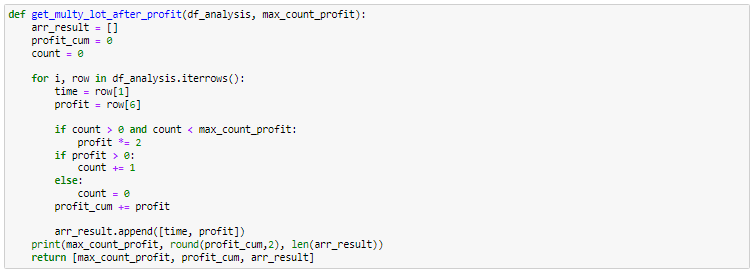 def get_multy_lot_after_profit(df_analysis, max_count_profit):
    arr_result = []
    profit_cum = 0
    count = 0

    for i, row in df_analysis.iterrows():
        time = row[1]
        profit = row[6]

        if count > 0 and count < max_count_profit:
            profit *= 2
        if profit > 0:
            count += 1
        else:
            count = 0
        profit_cum += profit

        arr_result.append([time, profit])
    print(max_count_profit, round(profit_cum,2), len(arr_result))
    return [max_count_profit, profit_cum, arr_result]